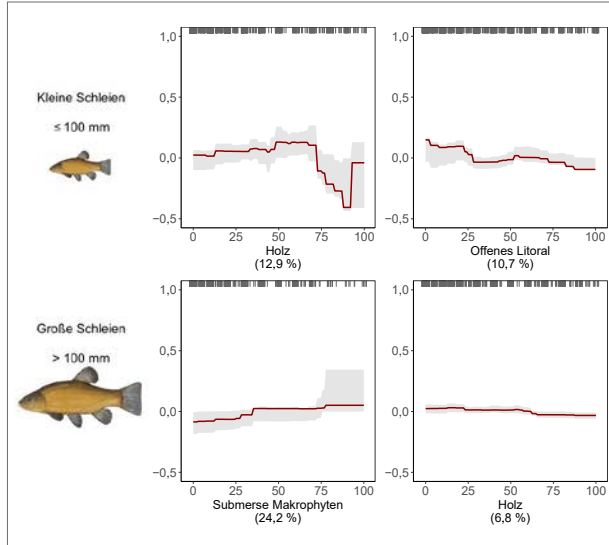 Kleine Schleien
≤ 100 mm
1,0
0,5
0,0
−0,5
0 25 50 75 100
Holz
(12,9 %)
1,0
0,5
0,0
−0,5
0 25 50 75 100
Offenes Litoral
(10,7 %)
Große Schleien
> 100 mm
1,0
0,5
0,0
−0,5
0 25 50 75 100
Submerse Makrophyten
(24,2 %)
1,0
0,5
0,0
−0,5
0 25 50 75 100
Holz
(6,8 %)